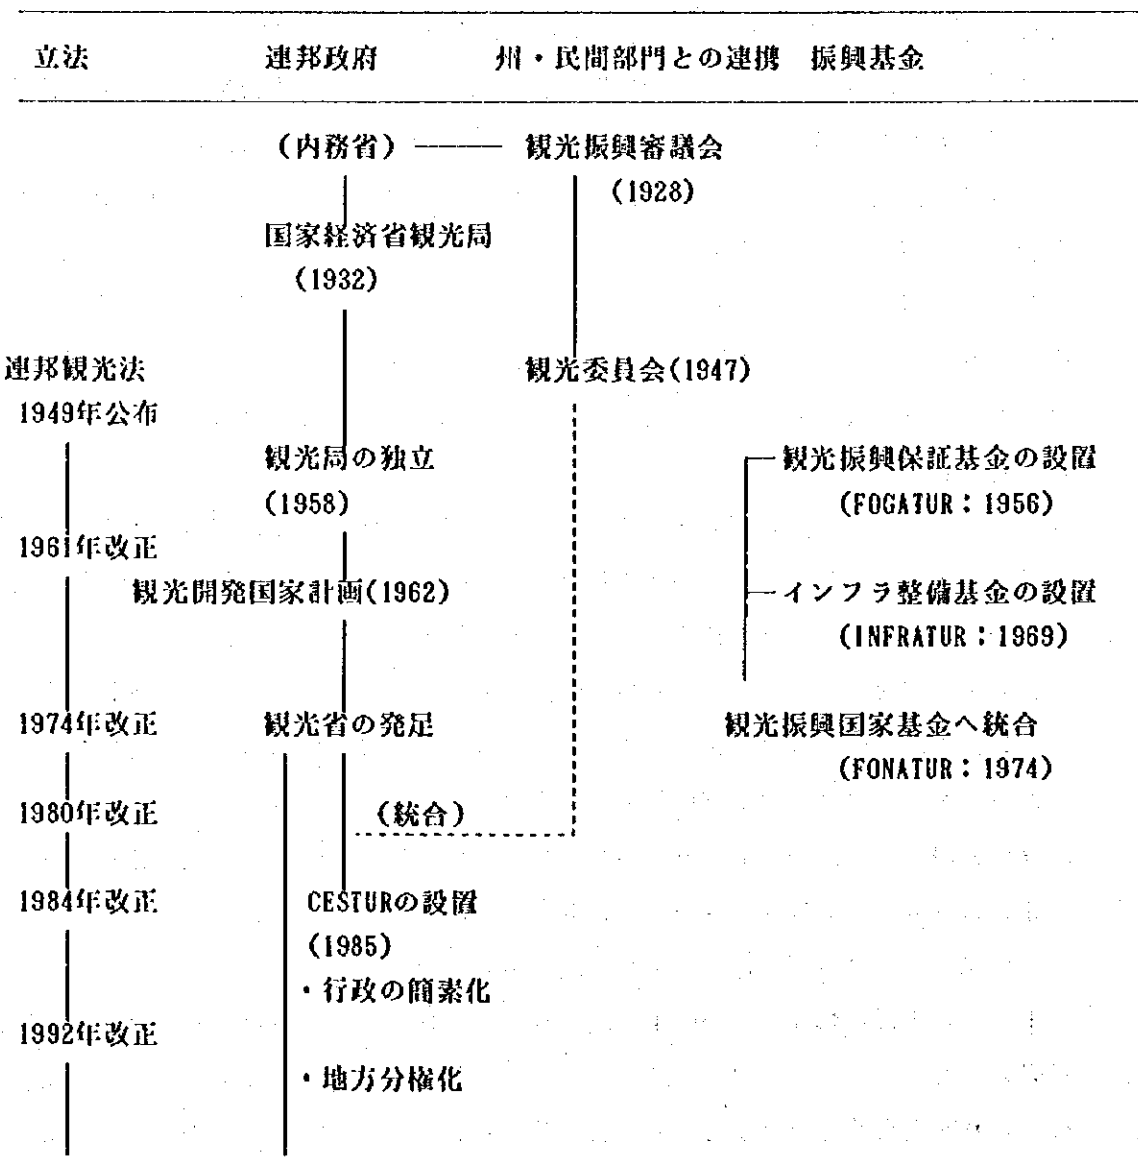 立法 連邦政府 州・民間部門との連携 振興基金
(内務省) 観光振興審議会
(1928)
国家経済省観光局
(1932)
連邦観光法 観光委員会(1947)
1949年公布
観光局の独立 観光振興保証基金の設置
(1958) (FOGATUR:1956)
1961年改正
観光開発国家計画(1962) インフラ整備基金の設置
(INFRATUR:1969)
1974年改正 観光省の発足 観光振興国家基金へ統合
(FONATUR:1974)
1980年改正 (統合)
1984年改正 CESTURの設置
(1985)
・行政の簡素化
1992年改正
・地方分権化